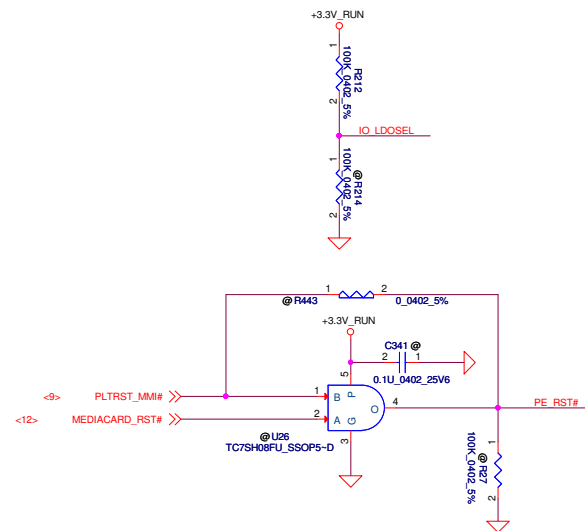 +3.3V_RUN
1
R212
100K_0402_5%
2
IO_LDOSEL
1
@ R214
100K_0402_5%
2
@ R443
1
2
0_0402_5%
+3.3V_RUN
C341 @
2
1
0.1U_0402_25V6
5
<9>
PLTRST_MMI#
1
B
P
O
4
PE_RST#
<12>
MEDIACARD_RST#
2
A
G
@ U26
3
TC7SH08FU_SSOP5~D
1
@ R27
100K_0402_5%
2